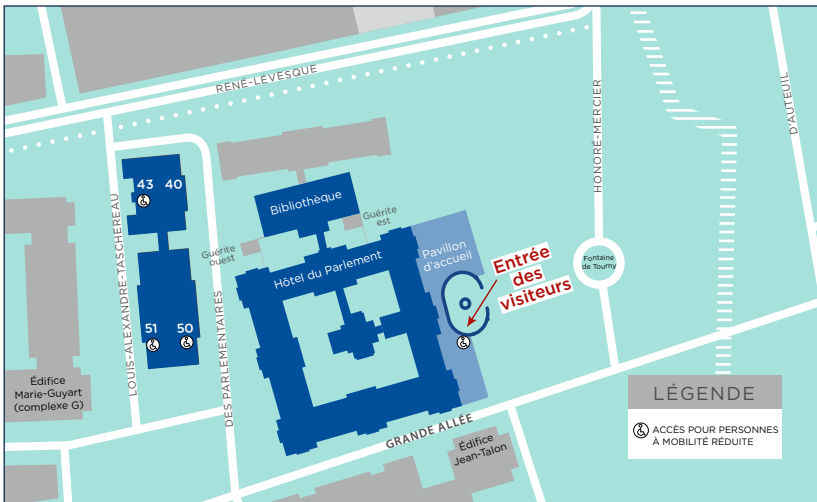 RENÉ-LÉVESQUE
HONORÉ-MERCIER
D'AUTEUIL
LOUIS-ALEXANDRE-TASCHEREAU
DES PARLEMENTAIRES
43 40
51 50
Bibliothèque
Guérite
est
Guérite
ouest
Hôtel du Parlement
Pavillon
d'accueil
Entrée
des
visiteurs
Fontaine
de Tourny
Édifice
Marie-Guyart
(complexe G)
GRANDE ALLÉE
Édifice
Jean-Talon
LÉGENDE
ACCÈS POUR PERSONNES
À MOBILITÉ RÉDUITE